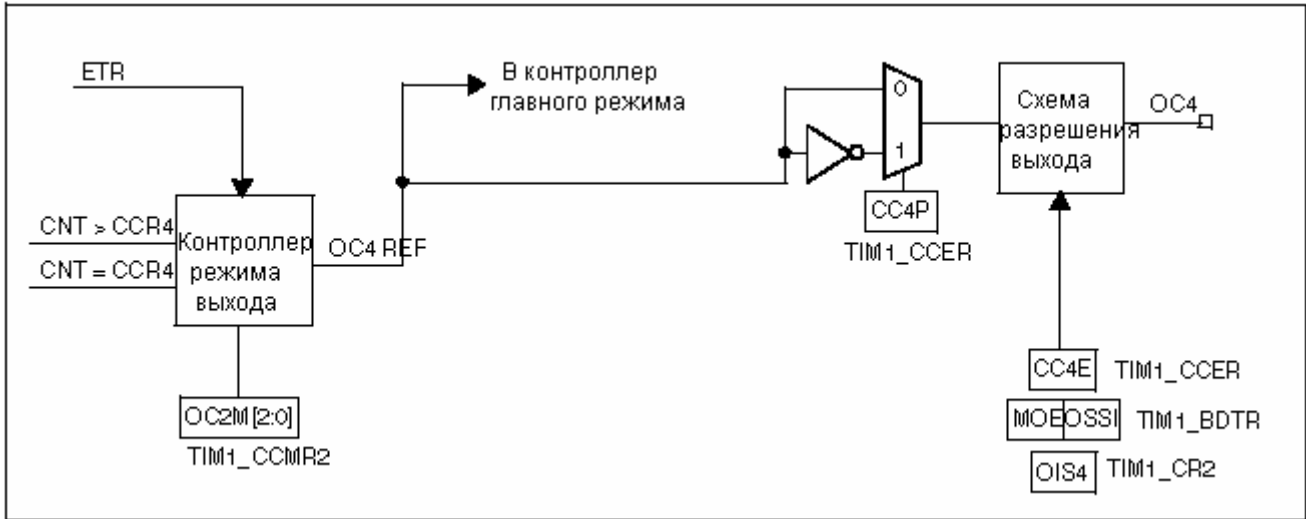 ETR
В контроллер
главного режима
0
1
Схема
разрешения
выхода
OC4
CC4P
TIM1_CCER
CNT > CCR4
CNT = CCR4
Контроллер
режима
выхода
OC4 REF
OC2M [2:0]
TIM1_CCMR2
CC4E TIM1_CCER
MOE OSSI TIM1_BDTR
OIS4 TIM1_CR2